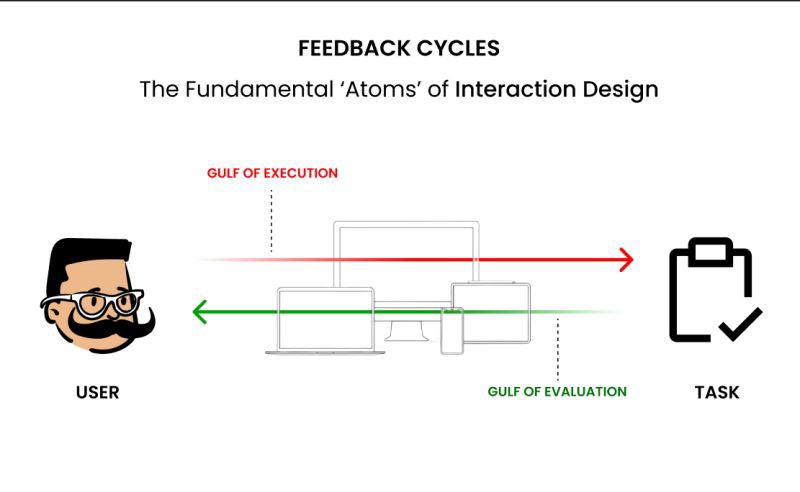 FEEDBACK CYCLES
The Fundamental ‘Atoms’ of Interaction Design
GULF OF EXECUTION
GULF OF EVALUATION
USER
TASK